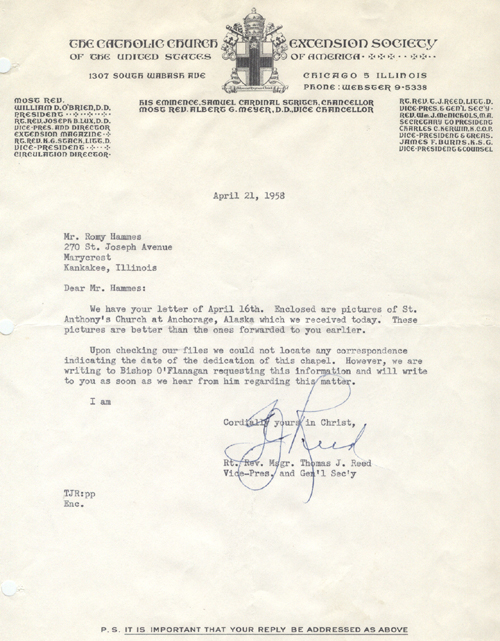 THE CATHOLIC CHURCH EXTENSION SOCIETY
OF THE UNITED STATES OF AMERICA
1307 SOUTH WABASH AVE CHICAGO 5 ILLINOIS
PHONE: WEBSTER 9-5338
MOST REV.
WILLIAM D. O'BRIEN, D.D.
PRESIDENT
RT. REV. JOSEPH B. LUX, D.D.
VICE-PRES. AND DIRECTOR
EXTENSION MAGAZINE
RT. REV. R.G. STACK, LITT. D.
VICE-PRESIDENT
CIRCULATION DIRECTOR
HIS EMINENCE, SAMUEL CARDINAL STRITCH, CHANCELLOR
MOST REV. ALBERT G. MEYER, D.D., VICE CHANCELLOR
RT. REV. T. J. REED, LITT. D.
VICE-PRES. & GEN'L SEC'Y
REV. WM. J. McNICHOLS, M.A.
SECRETARY TO PRESIDENT
CHARLES C. KERWIN, K.C.O.P.
VICE-PRESIDENT & TREAS.
JAMES F. BURNS, K.S.G.
VICE-PRESIDENT & COUNSEL
April 21, 1958
Mr. Romy Hammes
270 St. Joseph Avenue
Marycrest
Kankakee, Illinois
Dear Mr. Hammes:
We have your letter of April 16th. Enclosed are pictures of St.
Anthony's Church at Anchorage, Alaska which we received today. These
pictures are better than the ones forwarded to you earlier.
Upon checking our files we could not locate any correspondence
indicating the date of the dedication of this chapel. However, we are
writing to Bishop O'Flanagan requesting this information and will write
to you as soon as we hear from him regarding this matter.
I am
Cordially yours in Christ,
TJ Reed
Rt. Rev. Msgr. Thomas J. Reed
Vice-Pres. and Gen'l Sec'y
TJR:pp
Enc.
P. S. IT IS IMPORTANT THAT YOUR REPLY BE ADDRESSED AS ABOVE